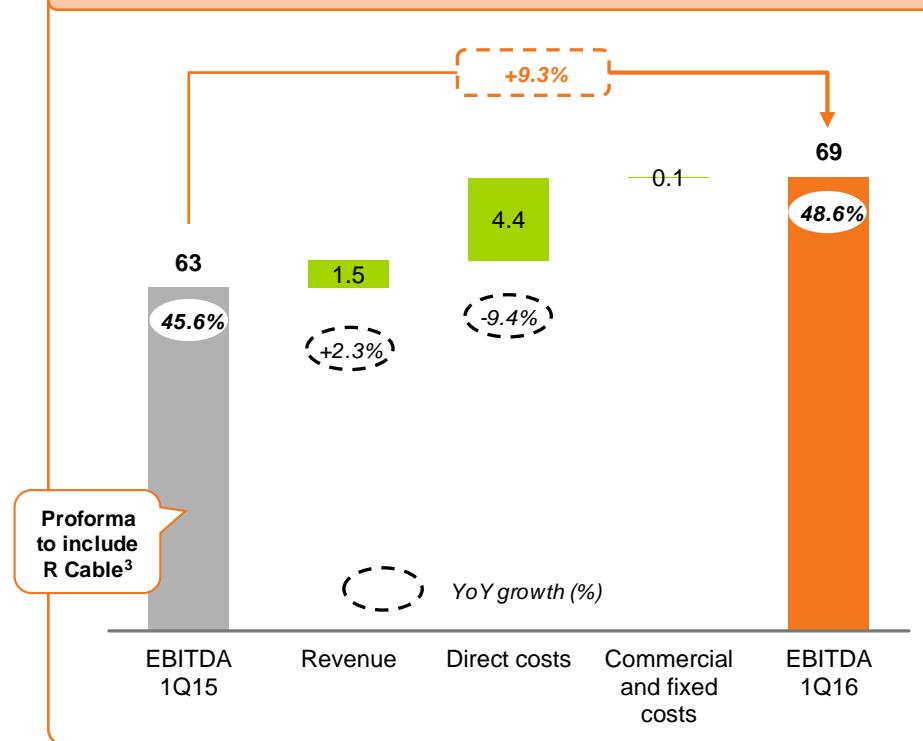 +9.3%
69
0.1
48.6%
4.4
63
1.5
45.6%
-9.4%
+2.3%
Proforma
to include
R Cable³
YoY growth (%)
EBITDA
1Q15
Revenue
Direct costs
Commercial
and fixed
costs
EBITDA
1Q16